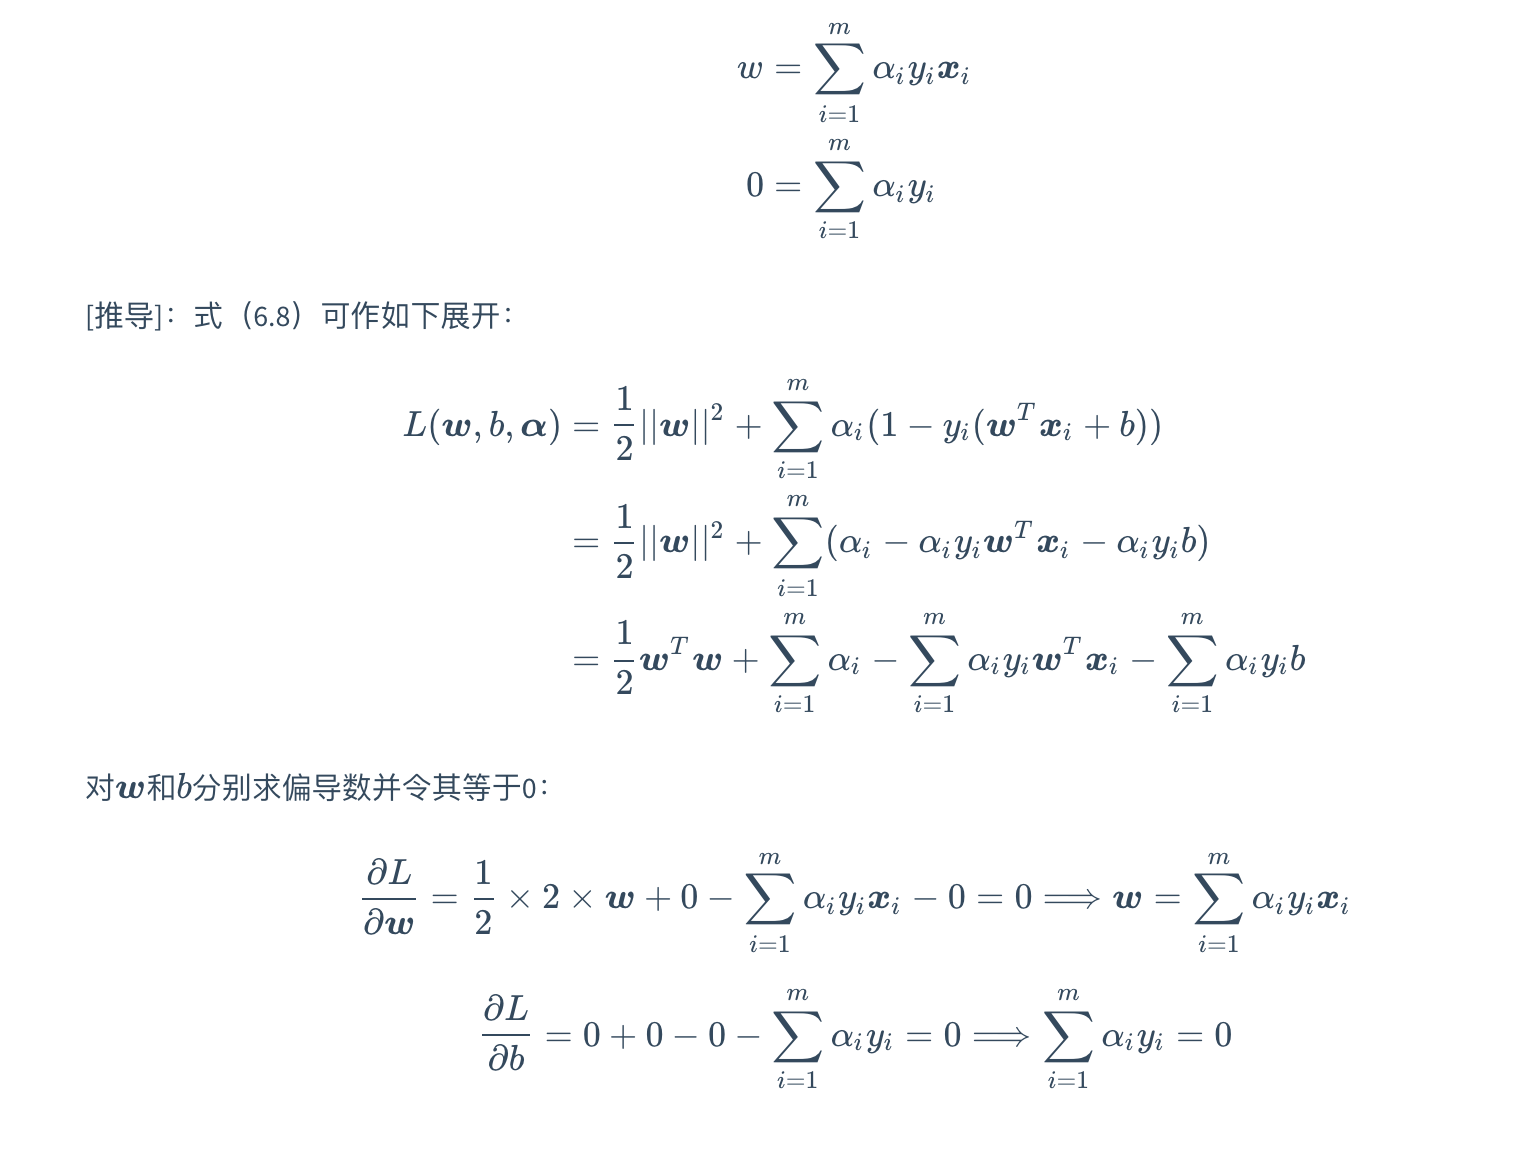 $$w = \sum_{i=1}^{m} \alpha_i y_i \boldsymbol{x}_i$$
$$0 = \sum_{i=1}^{m} \alpha_i y_i$$
[推导]：式（6.8）可作如下展开：
$$L(\boldsymbol{w}, b, \boldsymbol{\alpha}) = \frac{1}{2}||\boldsymbol{w}||^2 + \sum_{i=1}^{m} \alpha_i(1 - y_i(\boldsymbol{w}^T \boldsymbol{x}_i + b))$$
$$= \frac{1}{2}||\boldsymbol{w}||^2 + \sum_{i=1}^{m} (\alpha_i - \alpha_i y_i \boldsymbol{w}^T \boldsymbol{x}_i - \alpha_i y_i b)$$
$$= \frac{1}{2}\boldsymbol{w}^T \boldsymbol{w} + \sum_{i=1}^{m} \alpha_i - \sum_{i=1}^{m} \alpha_i y_i \boldsymbol{w}^T \boldsymbol{x}_i - \sum_{i=1}^{m} \alpha_i y_i b$$
对$\boldsymbol{w}$和$b$分别求偏导数并令其等于0：
$$\frac{\partial L}{\partial \boldsymbol{w}} = \frac{1}{2} \times 2 \times \boldsymbol{w} + 0 - \sum_{i=1}^{m} \alpha_i y_i \boldsymbol{x}_i - 0 = 0 \Longrightarrow \boldsymbol{w} = \sum_{i=1}^{m} \alpha_i y_i \boldsymbol{x}_i$$
$$\frac{\partial L}{\partial b} = 0 + 0 - 0 - \sum_{i=1}^{m} \alpha_i y_i = 0 \Longrightarrow \sum_{i=1}^{m} \alpha_i y_i = 0$$